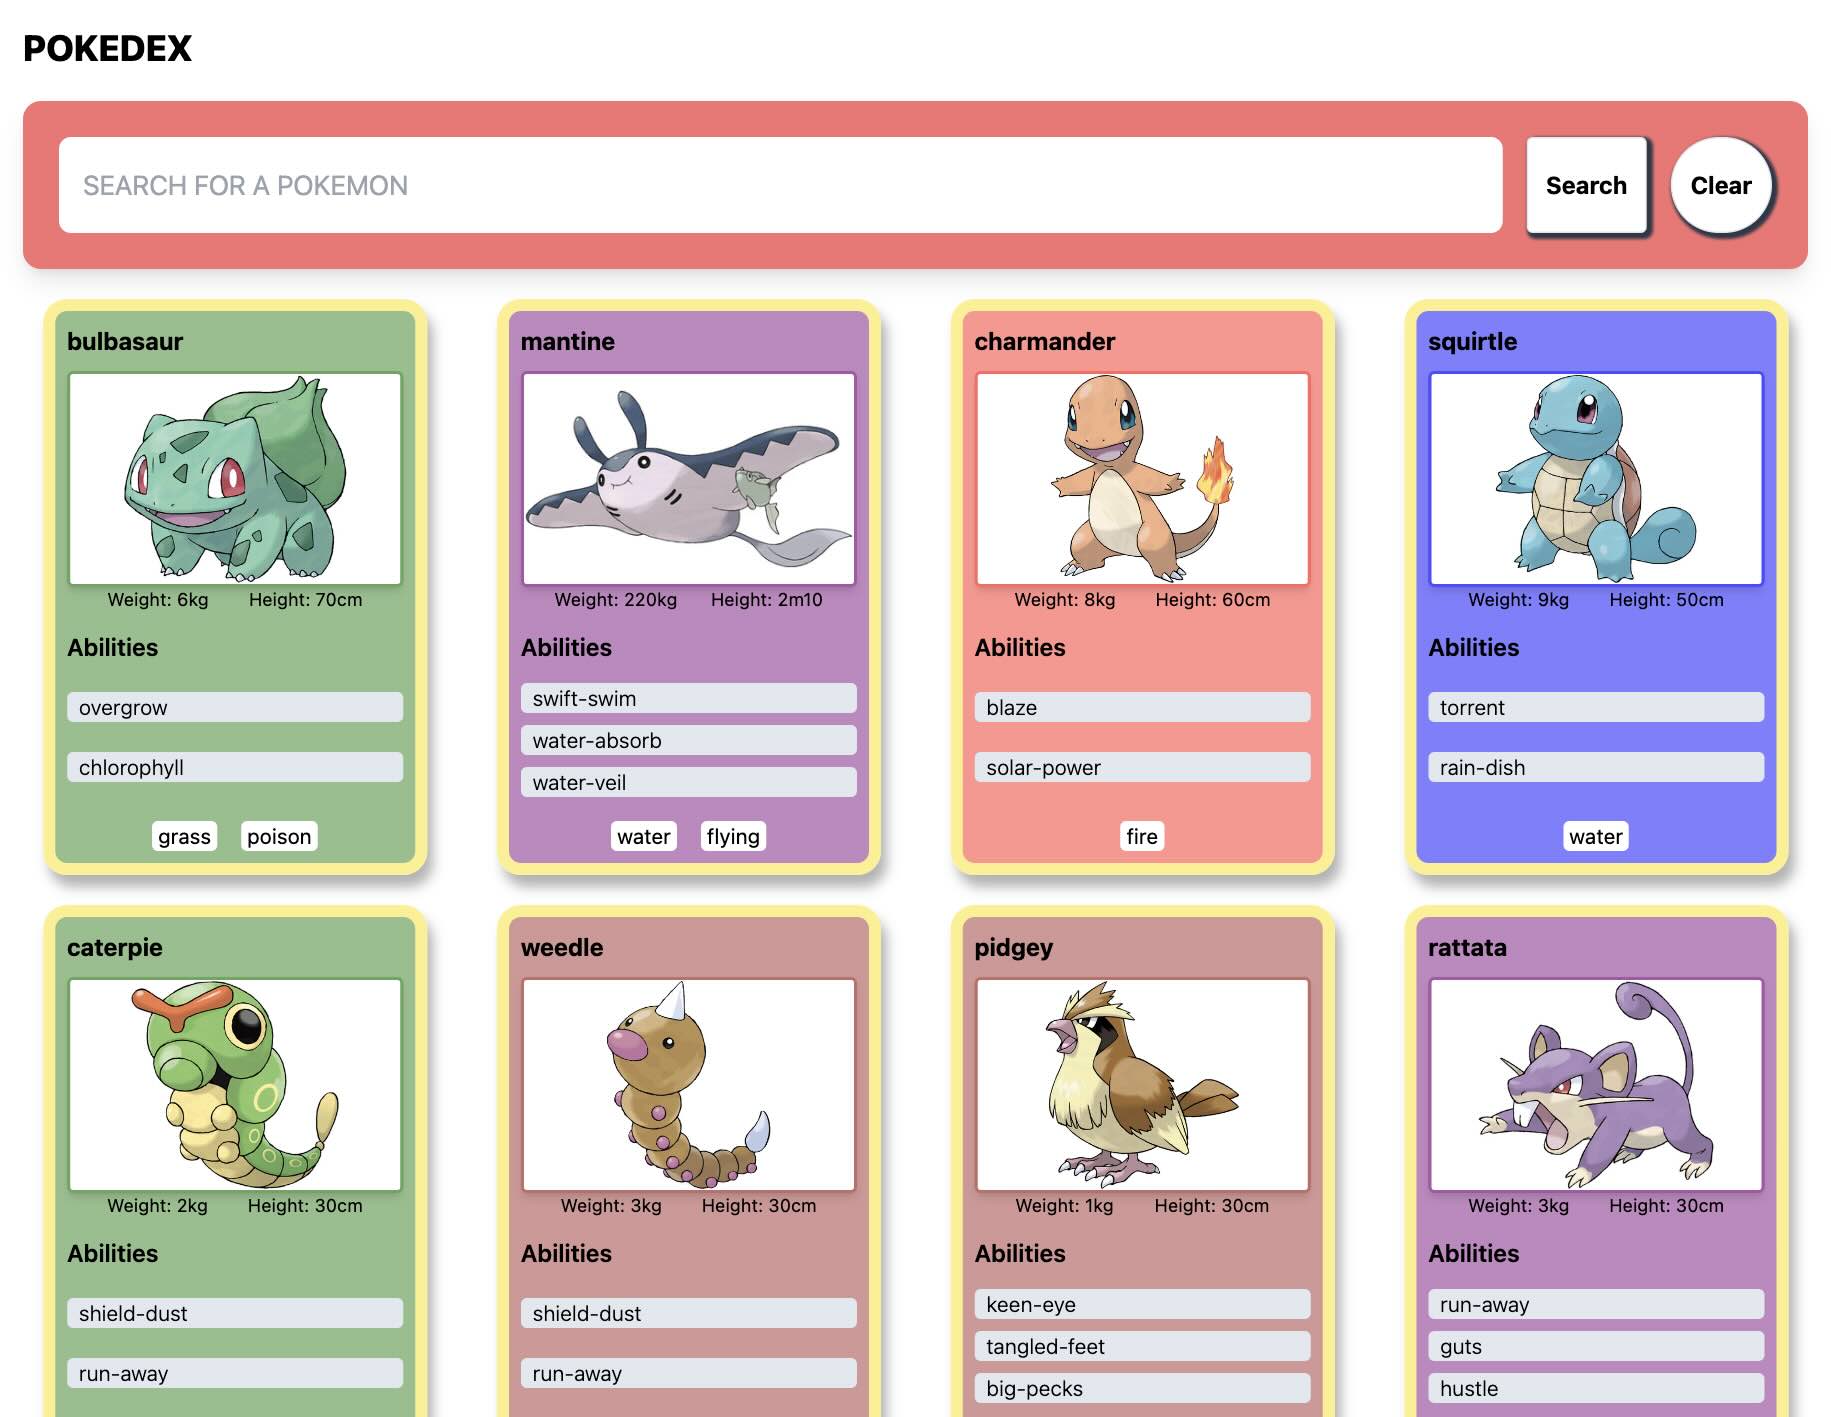 POKEDEX
SEARCH FOR A POKEMON
Search
Clear
bulbasaur
Weight: 6kg Height: 70cm
Abilities
overgrow
chlorophyll
grass poison
mantine
Weight: 220kg Height: 2m10
Abilities
swift-swim
water-absorb
water-veil
water flying
charmander
Weight: 8kg Height: 60cm
Abilities
blaze
solar-power
fire
squirtle
Weight: 9kg Height: 50cm
Abilities
torrent
rain-dish
water
caterpie
Weight: 2kg Height: 30cm
Abilities
shield-dust
run-away
weedle
Weight: 3kg Height: 30cm
Abilities
shield-dust
run-away
pidgey
Weight: 1kg Height: 30cm
Abilities
keen-eye
tangled-feet
big-pecks
rattata
Weight: 3kg Height: 30cm
Abilities
run-away
guts
hustle